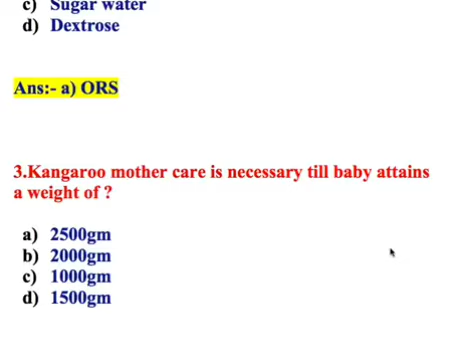 c) Sugar water
d) Dextrose
Ans:- a) ORS
3.Kangaroo mother care is necessary till baby attains
a weight of ?
a) 2500gm
b) 2000gm
c) 1000gm
d) 1500gm